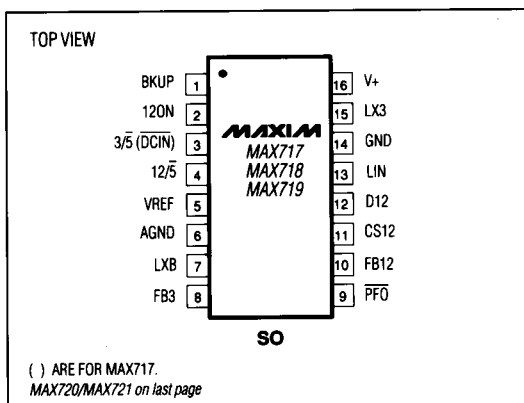 TOP VIEW
BKUP 1
12ON 2
3/5̅ (D̅C̅I̅N̅) 3
12/5̅ 4
VREF 5
AGND 6
LXB 7
FB3 8
MAXIM
MAX717
MAX718
MAX719
16 V+
15 LX3
14 GND
13 LIN
12 D12
11 CS12
10 FB12
9 P̅F̅O̅
SO
( ) ARE FOR MAX717.
MAX720/MAX721 on last page